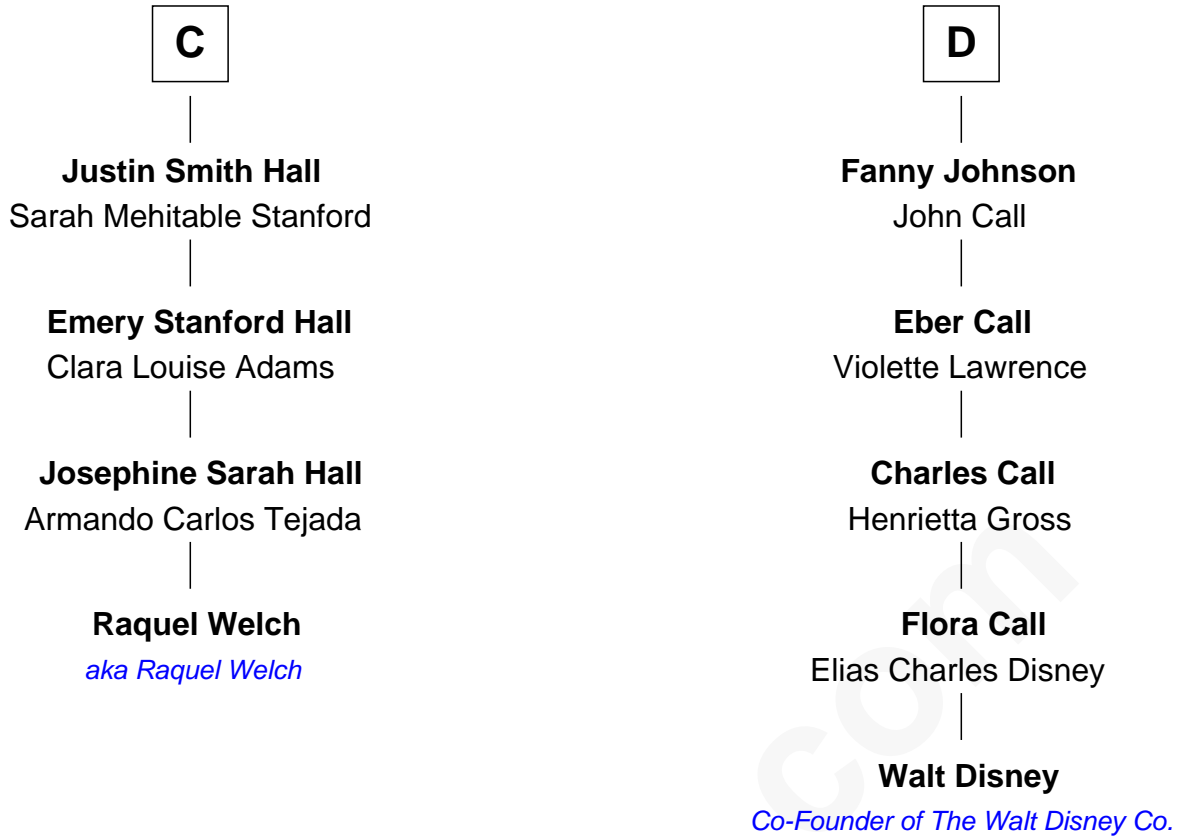 C
Justin Smith Hall
Sarah Mehitable Stanford
Emery Stanford Hall
Clara Louise Adams
Josephine Sarah Hall
Armando Carlos Tejada
Raquel Welch
aka Raquel Welch
D
Fanny Johnson
John Call
Eber Call
Violette Lawrence
Charles Call
Henrietta Gross
Flora Call
Elias Charles Disney
Walt Disney
Co-Founder of The Walt Disney Co.
com